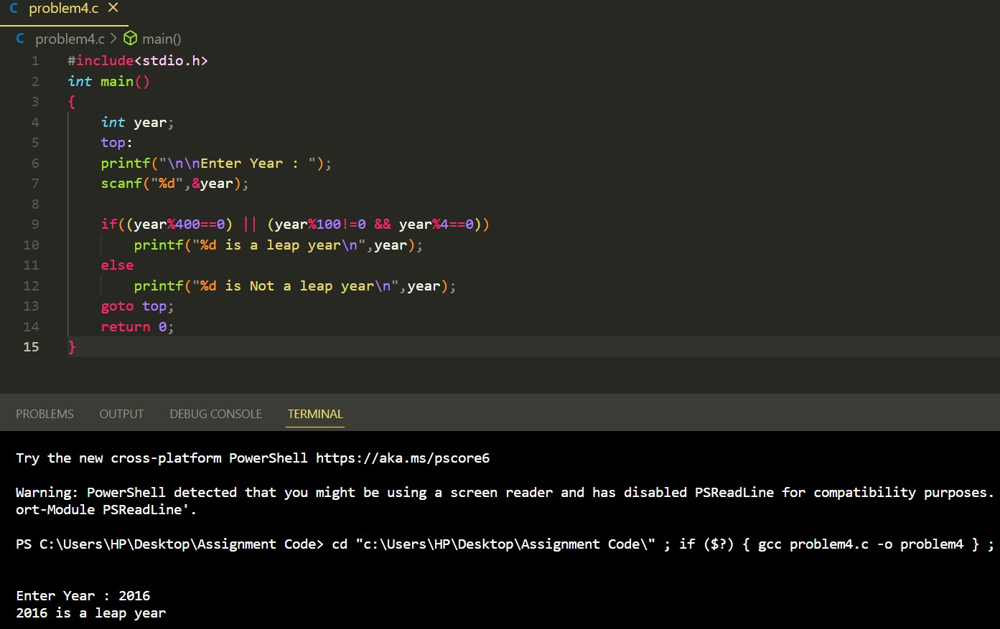 C problem4.c ×
C problem4.c > main()
1 #include<stdio.h>
2 int main()
3 {
4     int year;
5     top:
6     printf("\n\nEnter Year : ");
7     scanf("%d",&year);
8
9     if((year%400==0) || (year%100!=0 && year%4==0))
10         printf("%d is a leap year\n",year);
11     else
12         printf("%d is Not a leap year\n",year);
13     goto top;
14     return 0;
15 }
PROBLEMS OUTPUT DEBUG CONSOLE TERMINAL
Try the new cross-platform PowerShell https://aka.ms/pscore6
Warning: PowerShell detected that you might be using a screen reader and has disabled PSReadLine for compatibility purposes.
ort-Module PSReadLine'.
PS C:\Users\HP\Desktop\Assignment Code> cd "c:\Users\HP\Desktop\Assignment Code\" ; if ($?) { gcc problem4.c -o problem4 } ;
Enter Year : 2016
2016 is a leap year